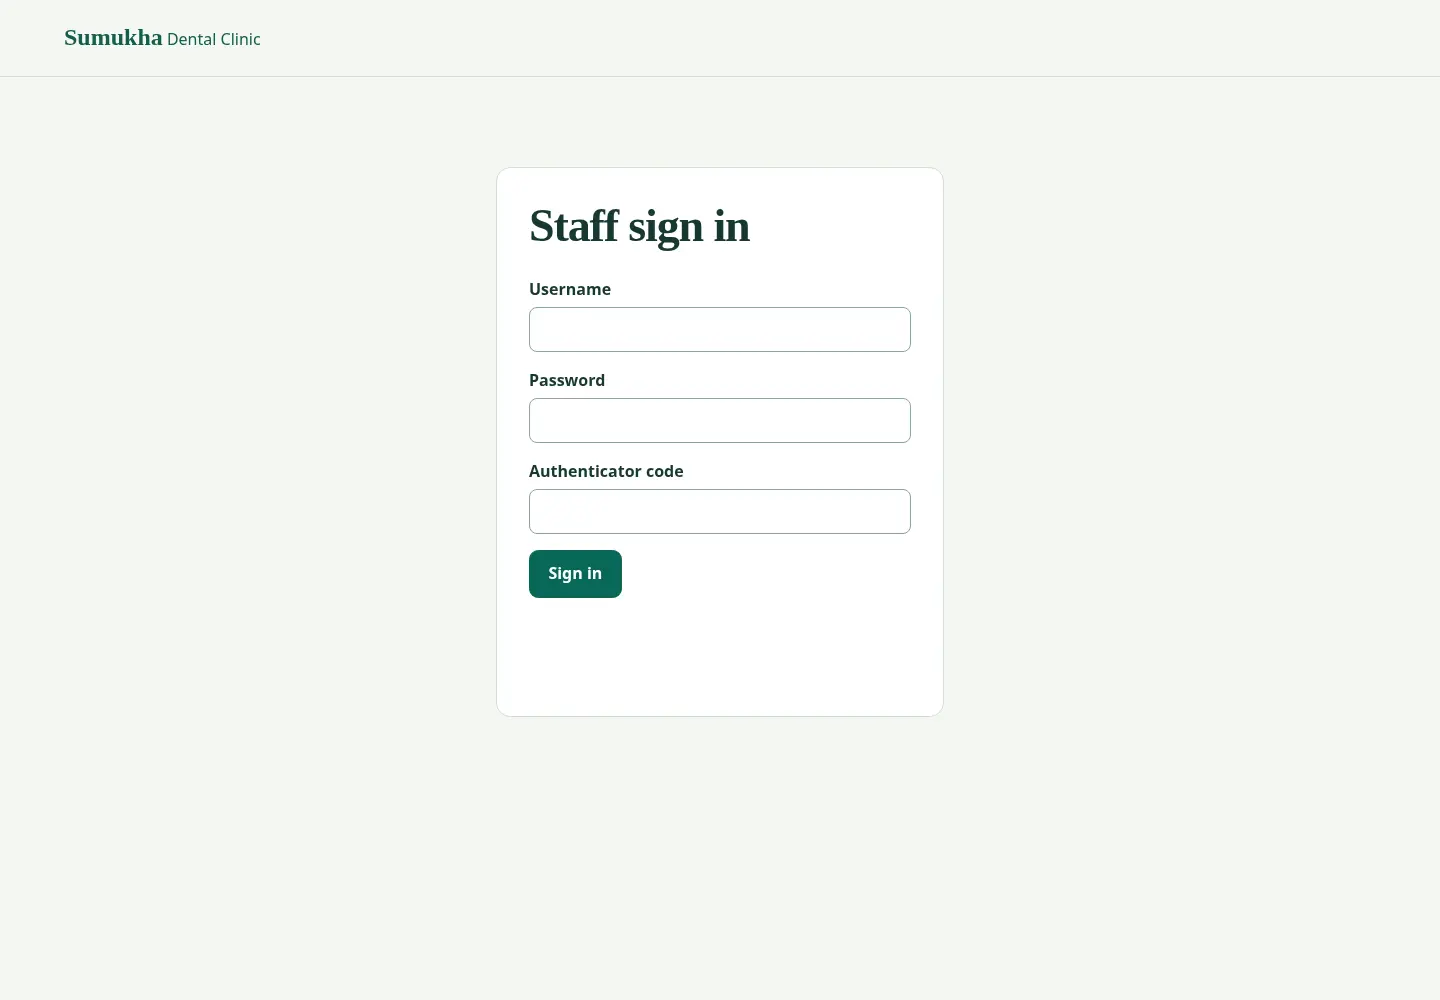 Sumukha Dental Clinic
Staff sign in
Username
Password
Authenticator code
Sign in